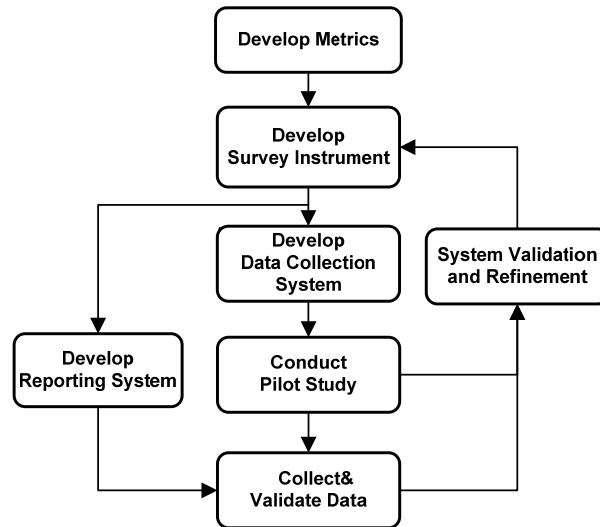 Develop Metrics
Develop
Survey Instrument
Develop
Data Collection
System
System Validation
and Refinement
Develop
Reporting System
Conduct
Pilot Study
Collect&
Validate Data